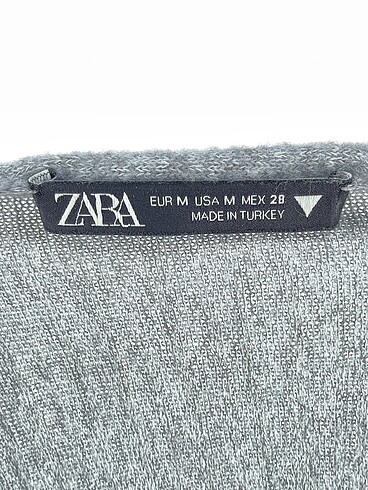 ZARA
EUR M USA M MEX 28
MADE IN TURKEY